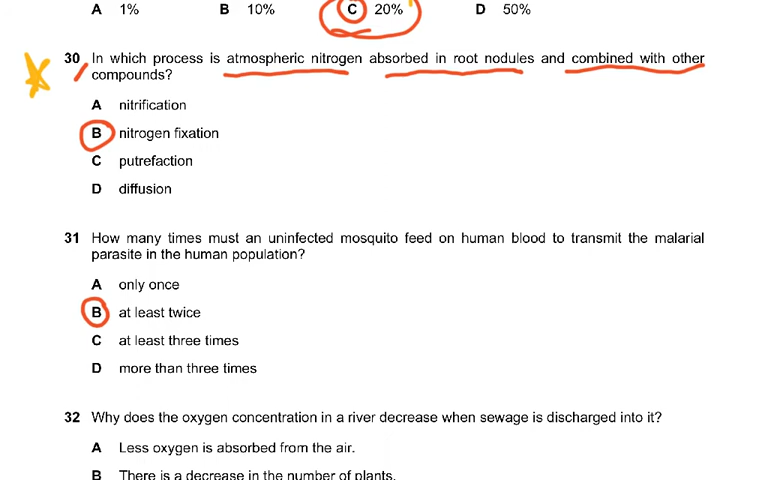 A 1% B 10% C 20% D 50%
30 In which process is atmospheric nitrogen absorbed in root nodules and combined with other
compounds?
A nitrification
B nitrogen fixation
C putrefaction
D diffusion
31 How many times must an uninfected mosquito feed on human blood to transmit the malarial
parasite in the human population?
A only once
B at least twice
C at least three times
D more than three times
32 Why does the oxygen concentration in a river decrease when sewage is discharged into it?
A Less oxygen is absorbed from the air.
B There is a decrease in the number of plants.